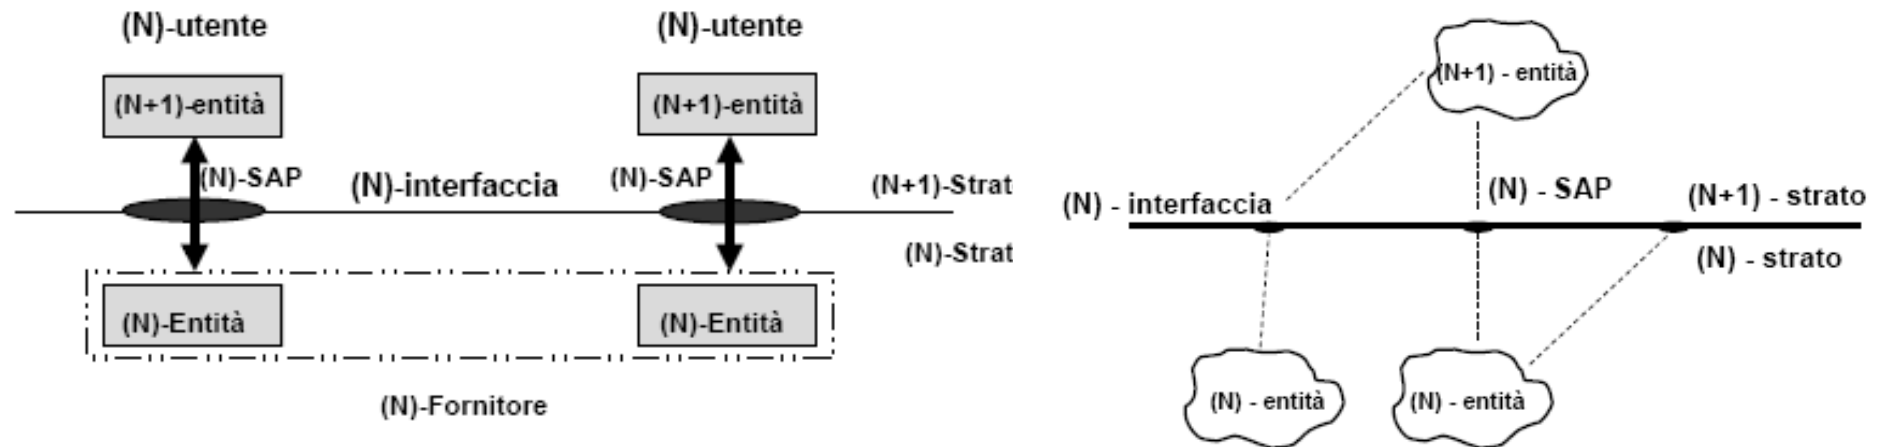 (N)-utente
(N)-utente
(N+1)-entità
(N+1)-entità
(N)-SAP
(N)-interfaccia
(N)-SAP
(N+1)-Strat
(N)-Strat
(N)-Entità
(N)-Entità
(N)-Fornitore
(N+1) - entità
(N) - interfaccia
(N) - SAP
(N+1) - strato
(N) - strato
(N) - entità
(N) - entità